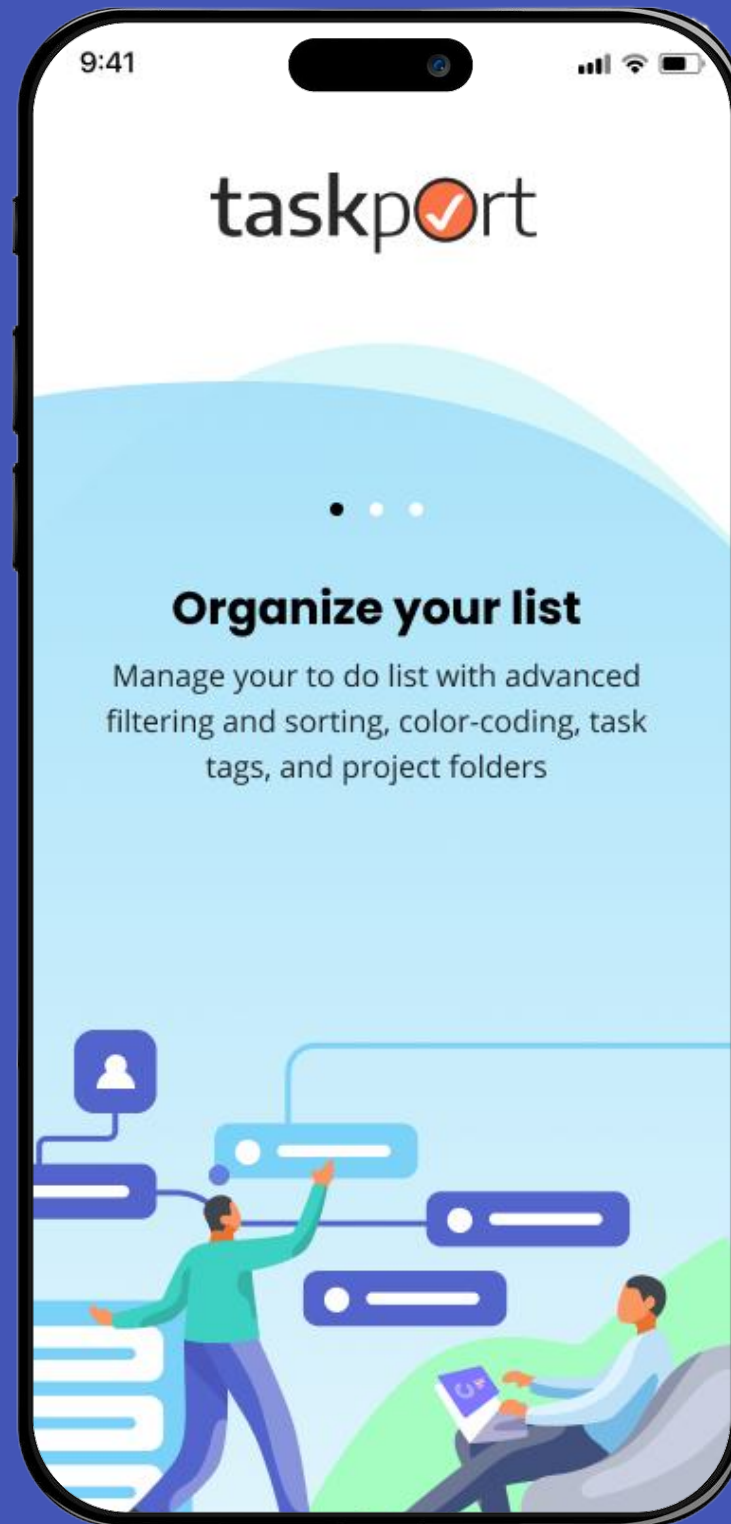 9:41
taskport
Organize your list
Manage your to do list with advanced
filtering and sorting, color-coding, task
tags, and project folders